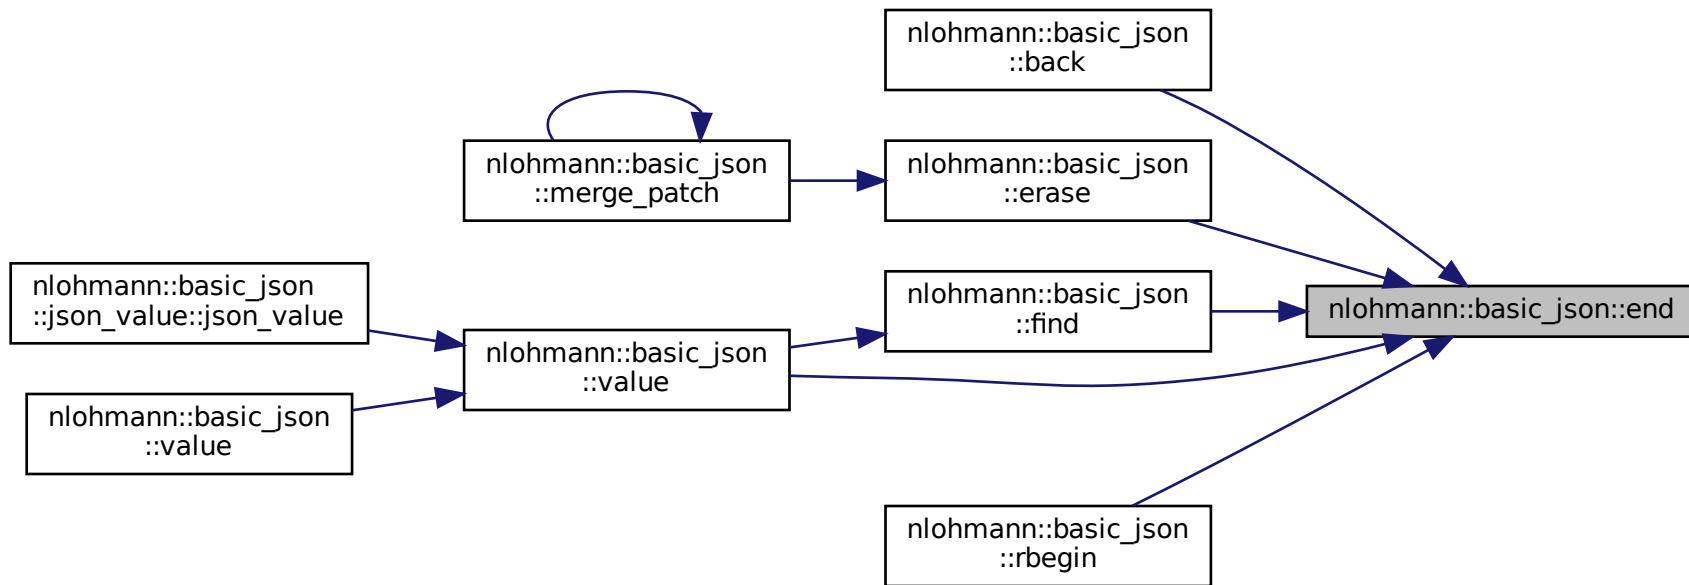 nlohmann::basic_json
::back
nlohmann::basic_json
::merge_patch
nlohmann::basic_json
::erase
nlohmann::basic_json
::json_value::json_value
nlohmann::basic_json
::value
nlohmann::basic_json
::find
nlohmann::basic_json::end
nlohmann::basic_json
::value
nlohmann::basic_json
::rbegin